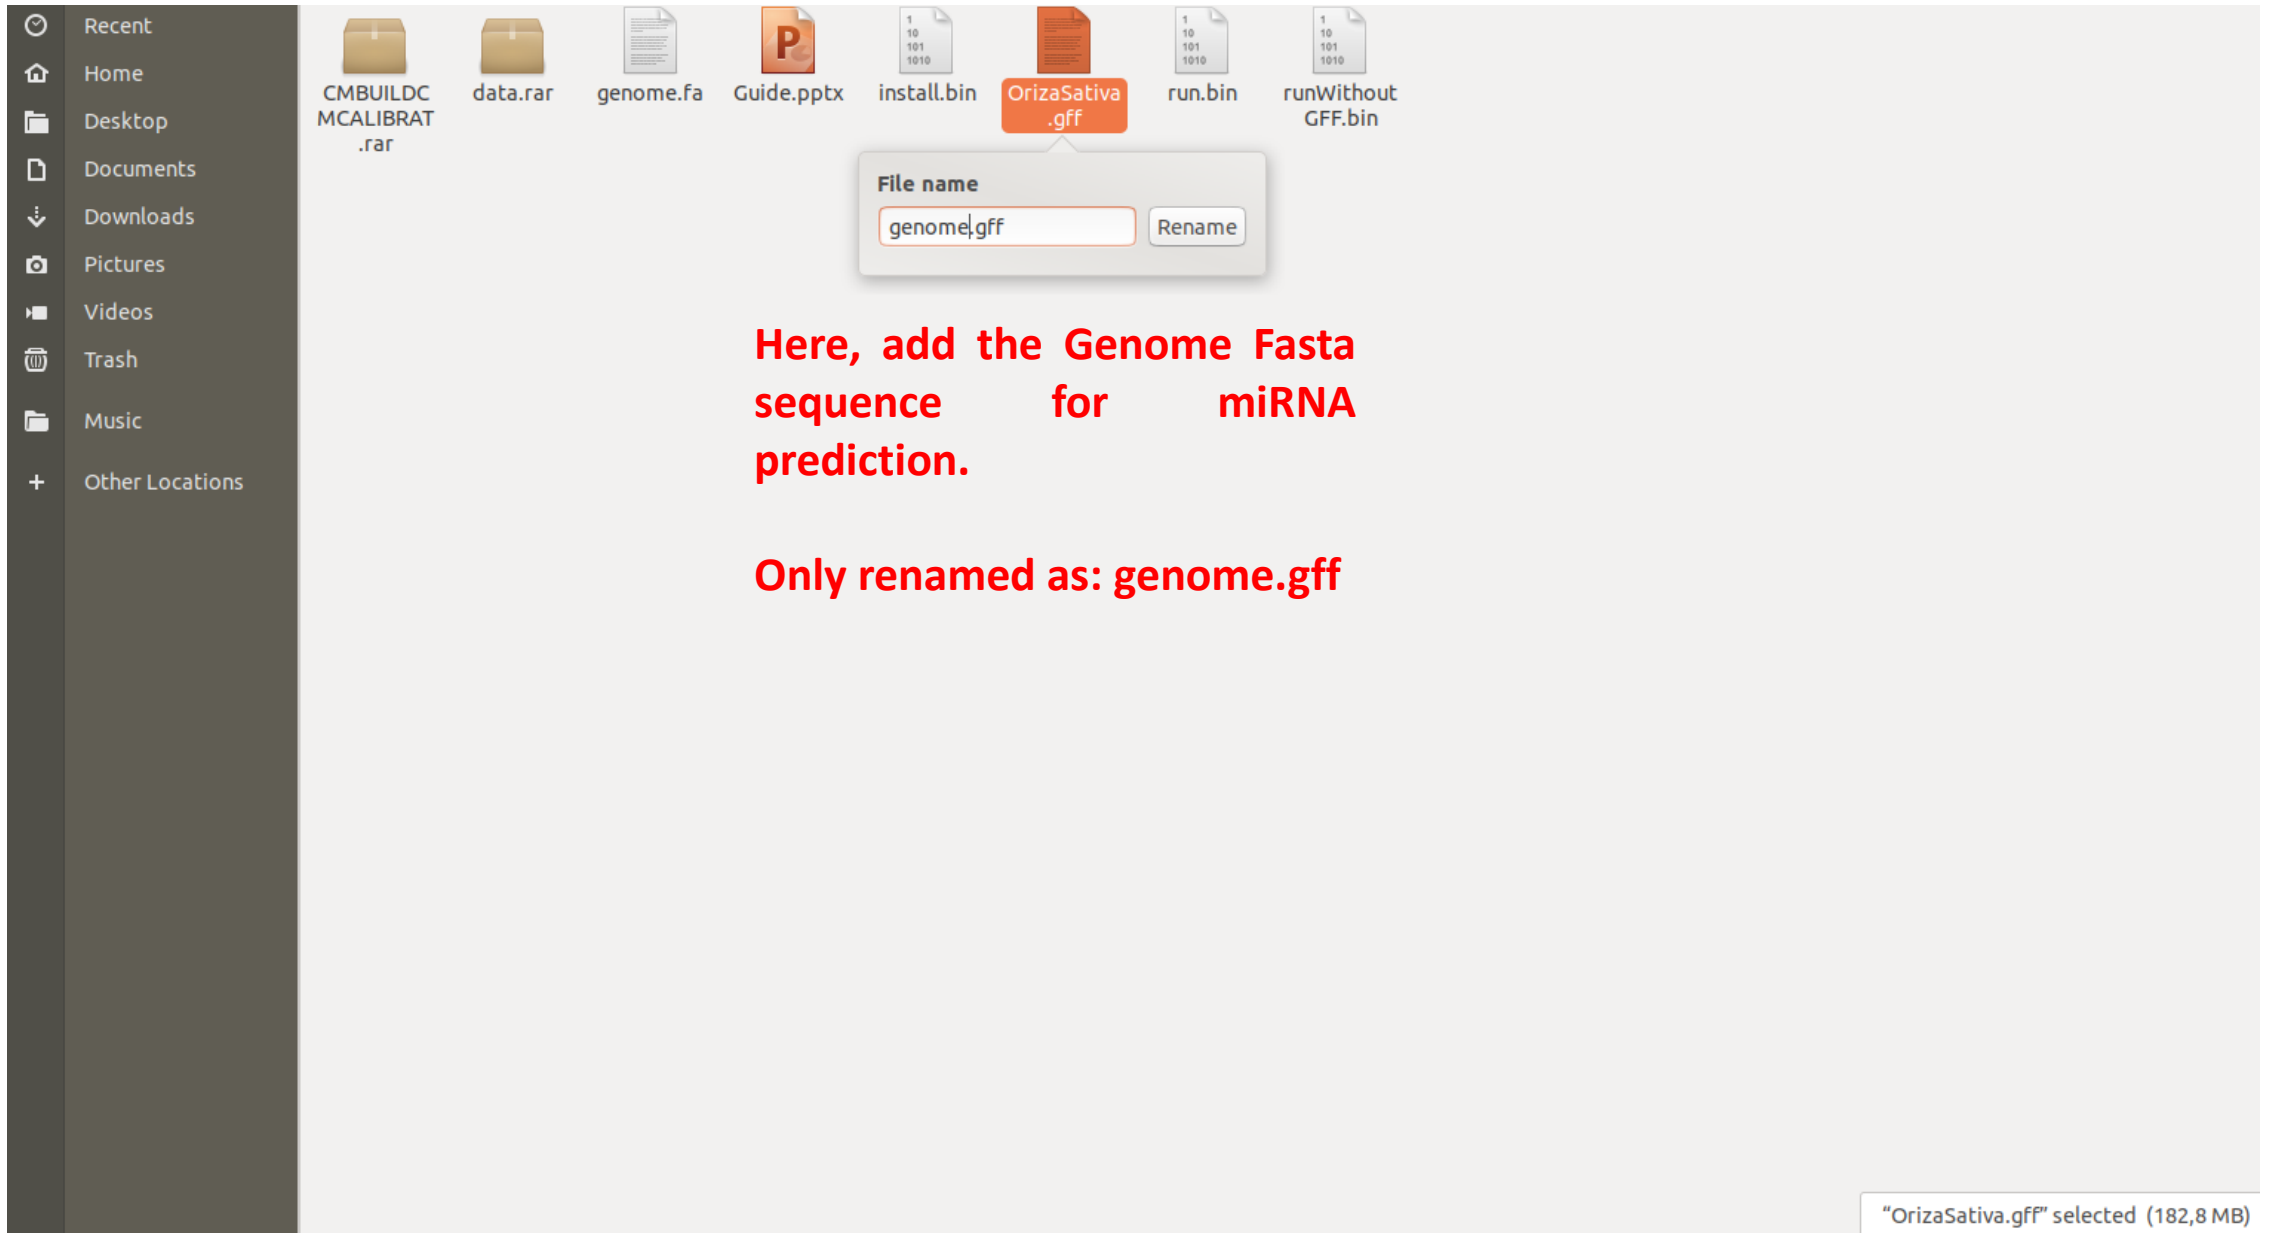 Recent
Home
Desktop
Documents
Downloads
Pictures
Videos
Trash
Music
Other Locations
CMBUILDC
MCALIBRAT
.rar
data.rar
genome.fa
Guide.pptx
install.bin
OrizaSativa
.gff
run.bin
runWithout
GFF.bin
File name
genome.gff
Rename
Here, add the Genome Fasta
sequence for miRNA
prediction.
Only renamed as: genome.gff
“OrizaSativa.gff” selected (182,8 MB)